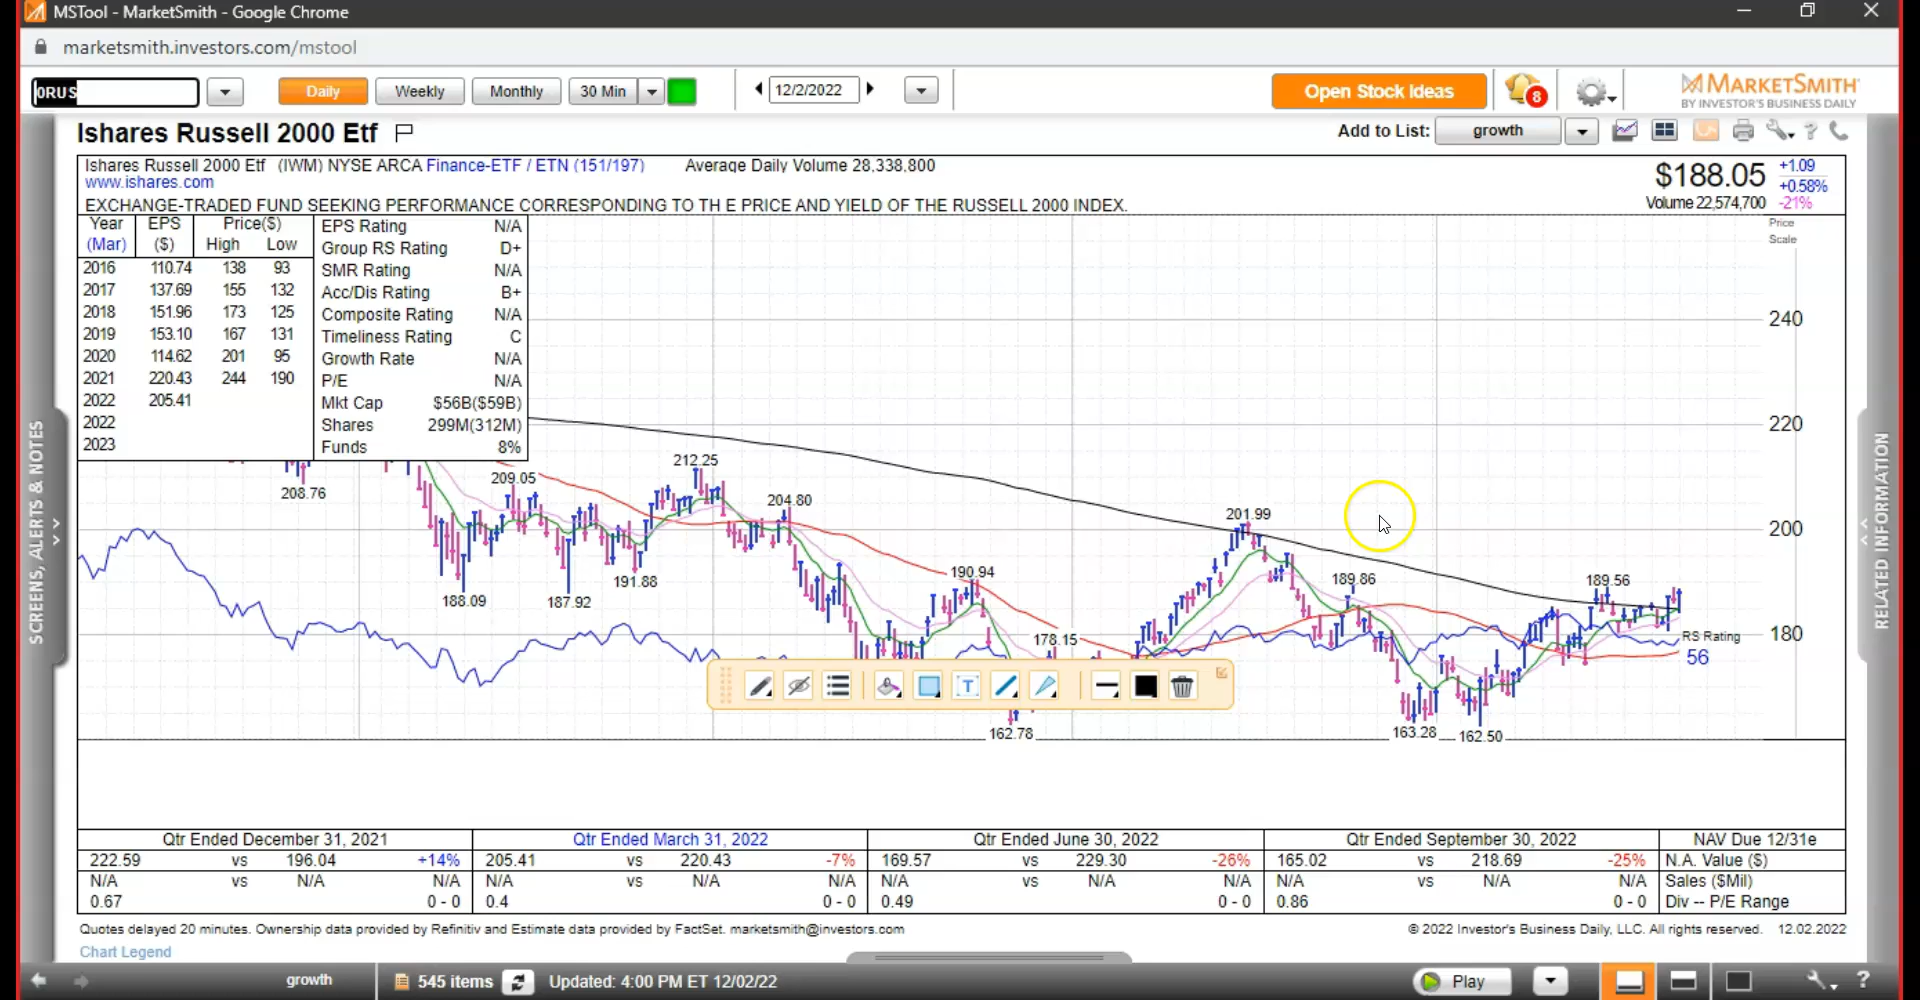 MSTool - MarketSmith - Google Chrome
marketsmith.investors.com/mstool
0RUS Daily Weekly Monthly 30 Min 12/2/2022 Open Stock Ideas 8 MARKETSMITH
BY INVESTOR'S BUSINESS DAILY
Ishares Russell 2000 Etf Add to List: growth
Ishares Russell 2000 Etf (IWM) NYSE ARCA Finance-ETF / ETN (151/197) Average Daily Volume 28,338,800 $188.05 +1.09
www.ishares.com +0.58%
EXCHANGE-TRADED FUND SEEKING PERFORMANCE CORRESPONDING TO TH E PRICE AND YIELD OF THE RUSSELL 2000 INDEX. Volume 22,574,700 -21%
Year EPS Price($) EPS Rating N/A Price
(Mar) ($) High Low Group RS Rating D+ Scale
2016 110.74 138 93 SMR Rating N/A
2017 137.69 155 132 Acc/Dis Rating B+
2018 151.96 173 125 Composite Rating N/A 240
2019 153.10 167 131 Timeliness Rating C
2020 114.62 201 95 Growth Rate N/A
2021 220.43 244 190 P/E N/A
2022 205.41 Mkt Cap $56B($59B)
2022 Shares 299M(312M) 220
2023 Funds 8%
212.25
209.05
208.76
204.80
201.99
200
190.94
189.86
189.56
191.88
188.09
187.92
178.15
180
RS Rating
56
T
162.78
163.28
162.50
SCREENS, ALERTS & NOTES
RELATED INFORMATION
Qtr Ended December 31, 2021 Qtr Ended March 31, 2022 Qtr Ended June 30, 2022 Qtr Ended September 30, 2022 NAV Due 12/31e
222.59 vs 196.04 +14% 205.41 vs 220.43 -7% 169.57 vs 229.30 -26% 165.02 vs 218.69 -25% N.A. Value ($)
N/A vs N/A N/A N/A vs N/A N/A N/A vs N/A N/A N/A vs N/A N/A Sales ($Mil)
0.67 0 - 0 0.4 0 - 0 0.49 0 - 0 0.86 0 - 0 Div -- P/E Range
Quotes delayed 20 minutes. Ownership data provided by Refinitiv and Estimate data provided by FactSet. marketsmith@investors.com © 2022 Investor's Business Daily, LLC. All rights reserved. 12.02.2022
Chart Legend
growth 545 items Updated: 4:00 PM ET 12/02/22 Play ?